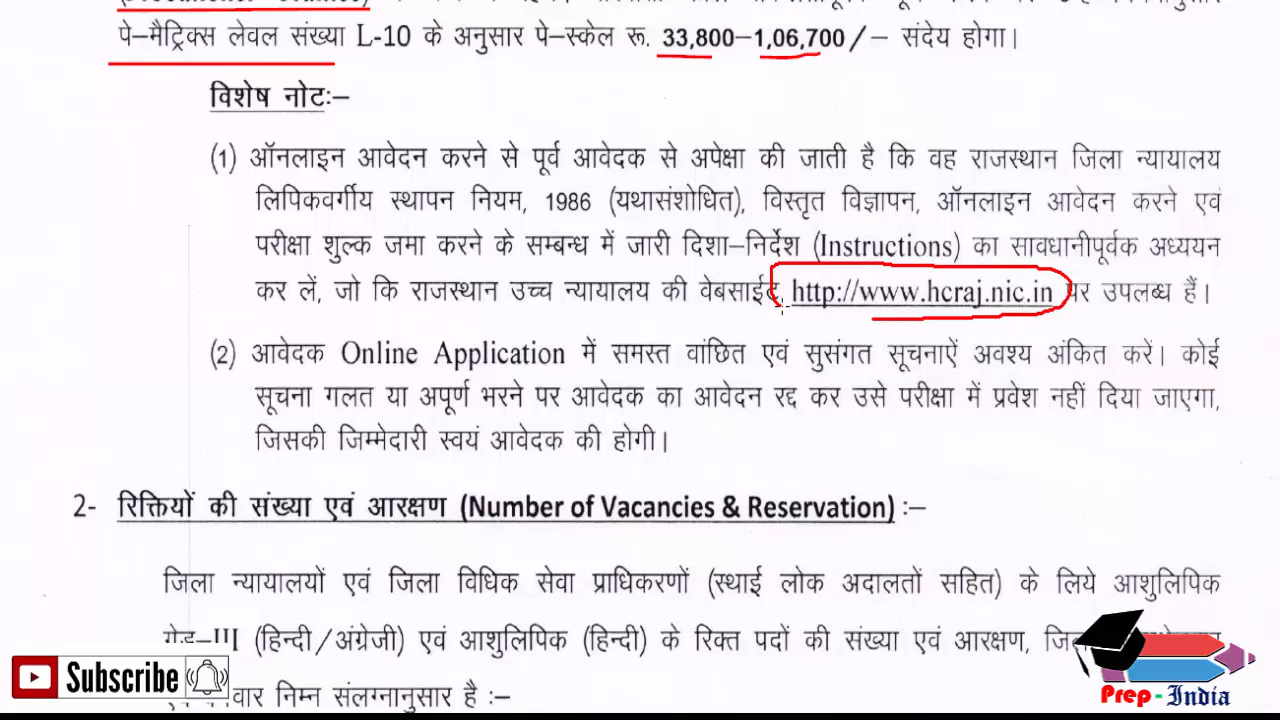 पे–मैट्रिक्स लेवल संख्या L-10 के अनुसार पे–स्केल रू. 33,800–1,06,700/– संदेय होगा।
विशेष नोटः–
(1) ऑनलाइन आवेदन करने से पूर्व आवेदक से अपेक्षा की जाती है कि वह राजस्थान जिला न्यायालय
लिपिकवर्गीय स्थापन नियम, 1986 (यथासंशोधित), विस्तृत विज्ञापन, ऑनलाइन आवेदन करने एवं
परीक्षा शुल्क जमा करने के सम्बन्ध में जारी दिशा–निर्देश (Instructions) का सावधानीपूर्वक अध्ययन
कर लें, जो कि राजस्थान उच्च न्यायालय की वेबसाईट http://www.hcraj.nic.in पर उपलब्ध हैं।
(2) आवेदक Online Application में समस्त वांछित एवं सुसंगत सूचनाऐं अवश्य अंकित करें। कोई
सूचना गलत या अपूर्ण भरने पर आवेदक का आवेदन रद्द कर उसे परीक्षा में प्रवेश नहीं दिया जाएगा,
जिसकी जिम्मेदारी स्वयं आवेदक की होगी।
2- रिक्तियों की संख्या एवं आरक्षण (Number of Vacancies & Reservation) :–
जिला न्यायालयों एवं जिला विधिक सेवा प्राधिकरणों (स्थाई लोक अदालतों सहित) के लिये आशुलिपिक
ग्रेड–III (हिन्दी/अंग्रेजी) एवं आशुलिपिक (हिन्दी) के रिक्त पदों की संख्या एवं आरक्षण,
निम्न संलग्नानुसार है :–
Subscribe
Prep-India